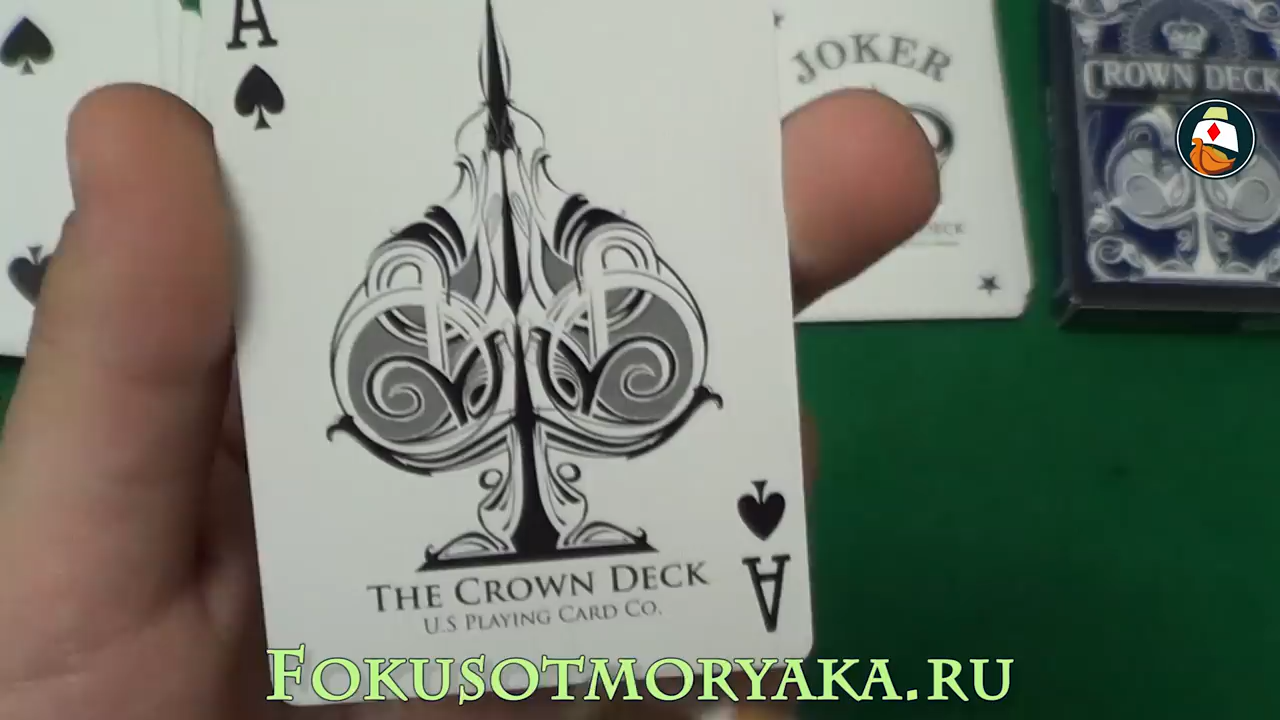 A
JOKER
CROWN DECK
THE CROWN DECK
U.S PLAYING CARD CO.
A
FOKUSOTMORYAKA.RU